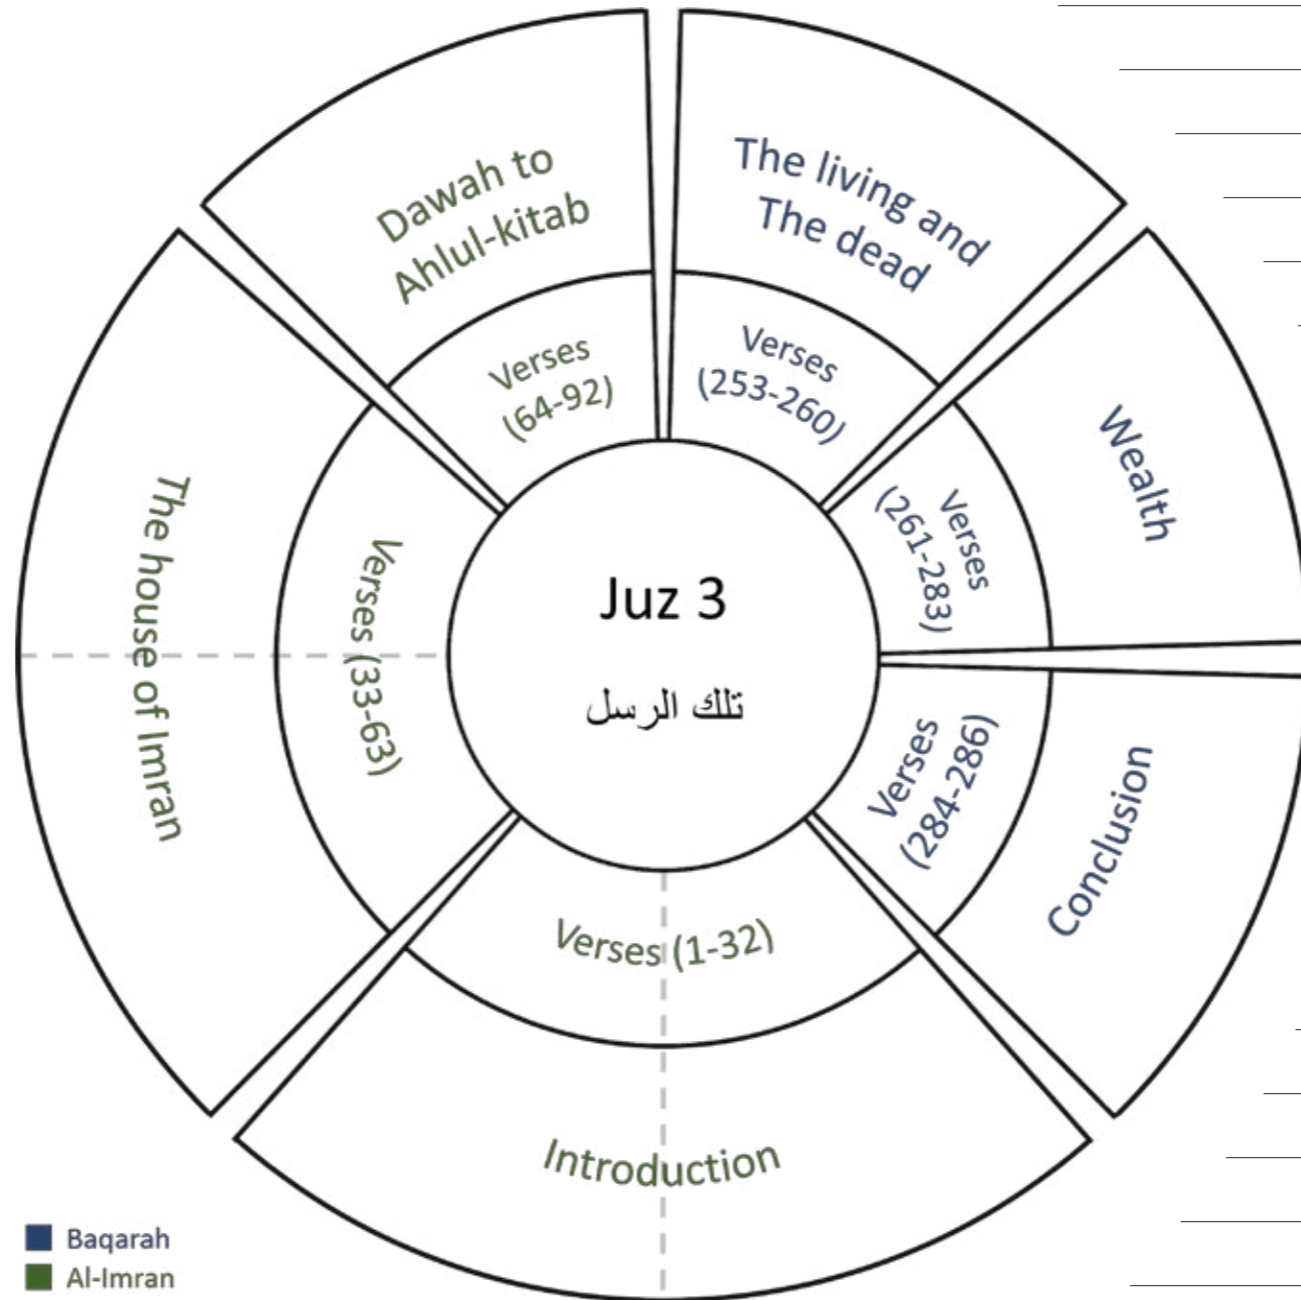 Juz 3
تلك الرسل
The living and
The dead
Verses
(253-260)
Wealth
Verses
(261-283)
Conclusion
Verses
(284-286)
Introduction
Verses (1-32)
The house of Imran
Verses (33-63)
Dawah to
Ahlul-kitab
Verses
(64-92)
Baqarah
Al-Imran